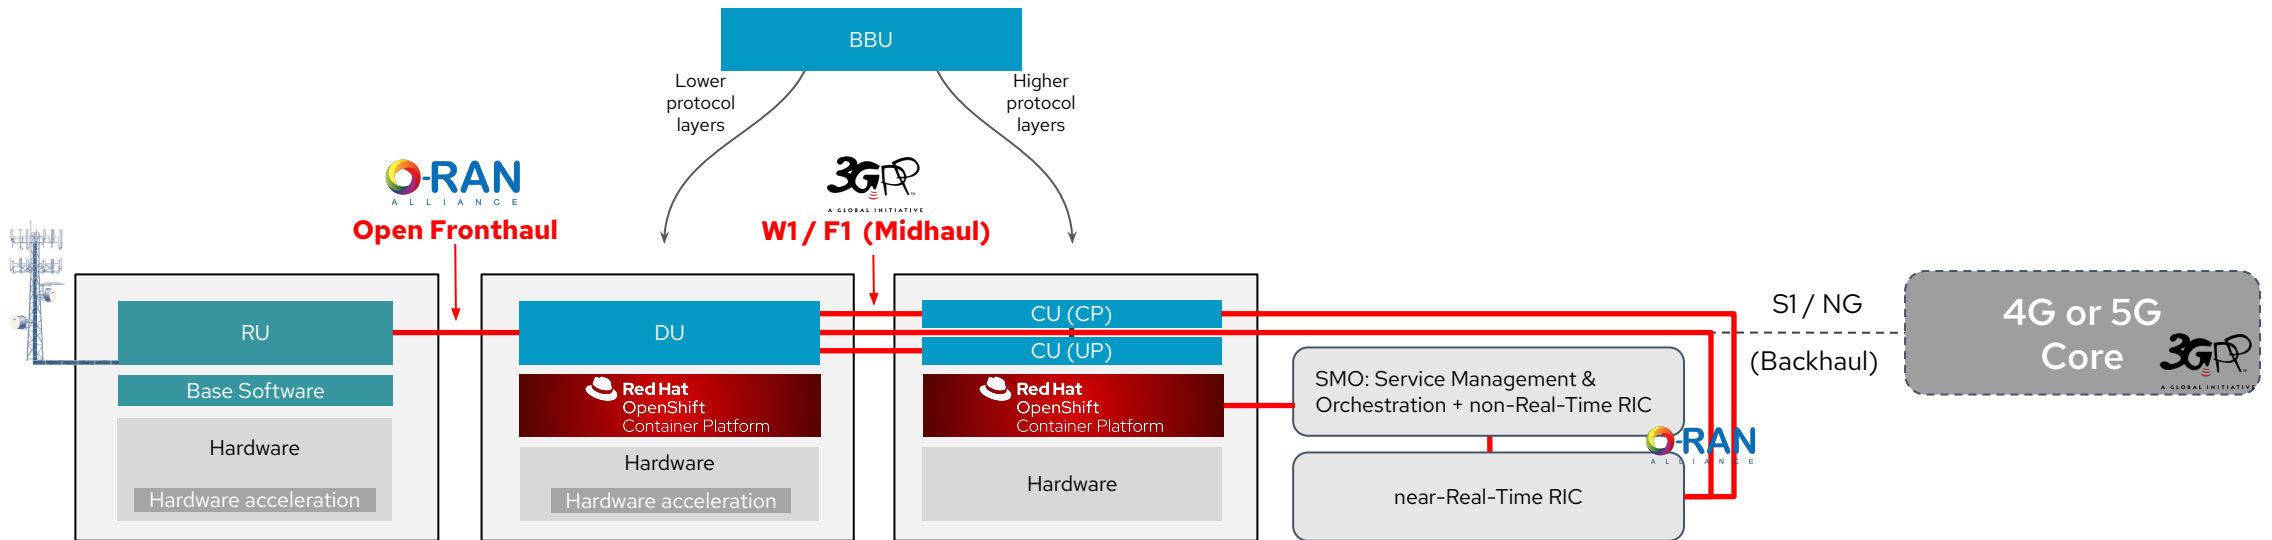 BBU
Lower
protocol
layers
Higher
protocol
layers
O-RAN
ALLIANCE
Open Fronthaul
3GPP
™
A GLOBAL INITIATIVE
W1 / F1 (Midhaul)
RU
Base Software
Hardware
Hardware acceleration
DU
Red Hat
OpenShift
Container Platform
Hardware
Hardware acceleration
CU (CP)
CU (UP)
Red Hat
OpenShift
Container Platform
Hardware
SMO: Service Management &
Orchestration + non-Real-Time RIC
O-RAN
ALLIANCE
near-Real-Time RIC
S1 / NG
(Backhaul)
4G or 5G
Core
3GPP
™
A GLOBAL INITIATIVE